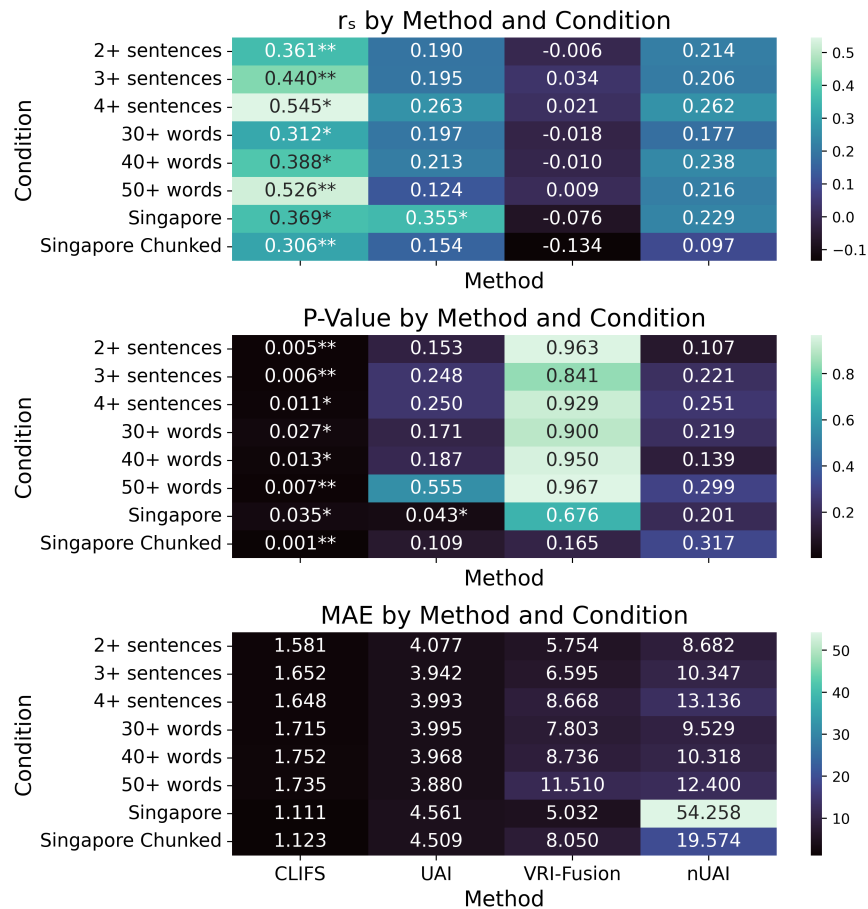 rₛ by Method and Condition
Condition
2+ sentences 0.361** 0.190 -0.006 0.214
3+ sentences 0.440** 0.195 0.034 0.206
4+ sentences 0.545* 0.263 0.021 0.262
30+ words 0.312* 0.197 -0.018 0.177
40+ words 0.388* 0.213 -0.010 0.238
50+ words 0.526** 0.124 0.009 0.216
Singapore 0.369* 0.355* -0.076 0.229
Singapore Chunked 0.306** 0.154 -0.134 0.097
Method
0.5
0.4
0.3
0.2
0.1
0.0
−0.1
P-Value by Method and Condition
Condition
2+ sentences 0.005** 0.153 0.963 0.107
3+ sentences 0.006** 0.248 0.841 0.221
4+ sentences 0.011* 0.250 0.929 0.251
30+ words 0.027* 0.171 0.900 0.219
40+ words 0.013* 0.187 0.950 0.139
50+ words 0.007** 0.555 0.967 0.299
Singapore 0.035* 0.043* 0.676 0.201
Singapore Chunked 0.001** 0.109 0.165 0.317
Method
0.8
0.6
0.4
0.2
MAE by Method and Condition
Condition
2+ sentences 1.581 4.077 5.754 8.682
3+ sentences 1.652 3.942 6.595 10.347
4+ sentences 1.648 3.993 8.668 13.136
30+ words 1.715 3.995 7.803 9.529
40+ words 1.752 3.968 8.736 10.318
50+ words 1.735 3.880 11.510 12.400
Singapore 1.111 4.561 5.032 54.258
Singapore Chunked 1.123 4.509 8.050 19.574
CLIFS UAI VRI-Fusion nUAI
Method
50
40
30
20
10